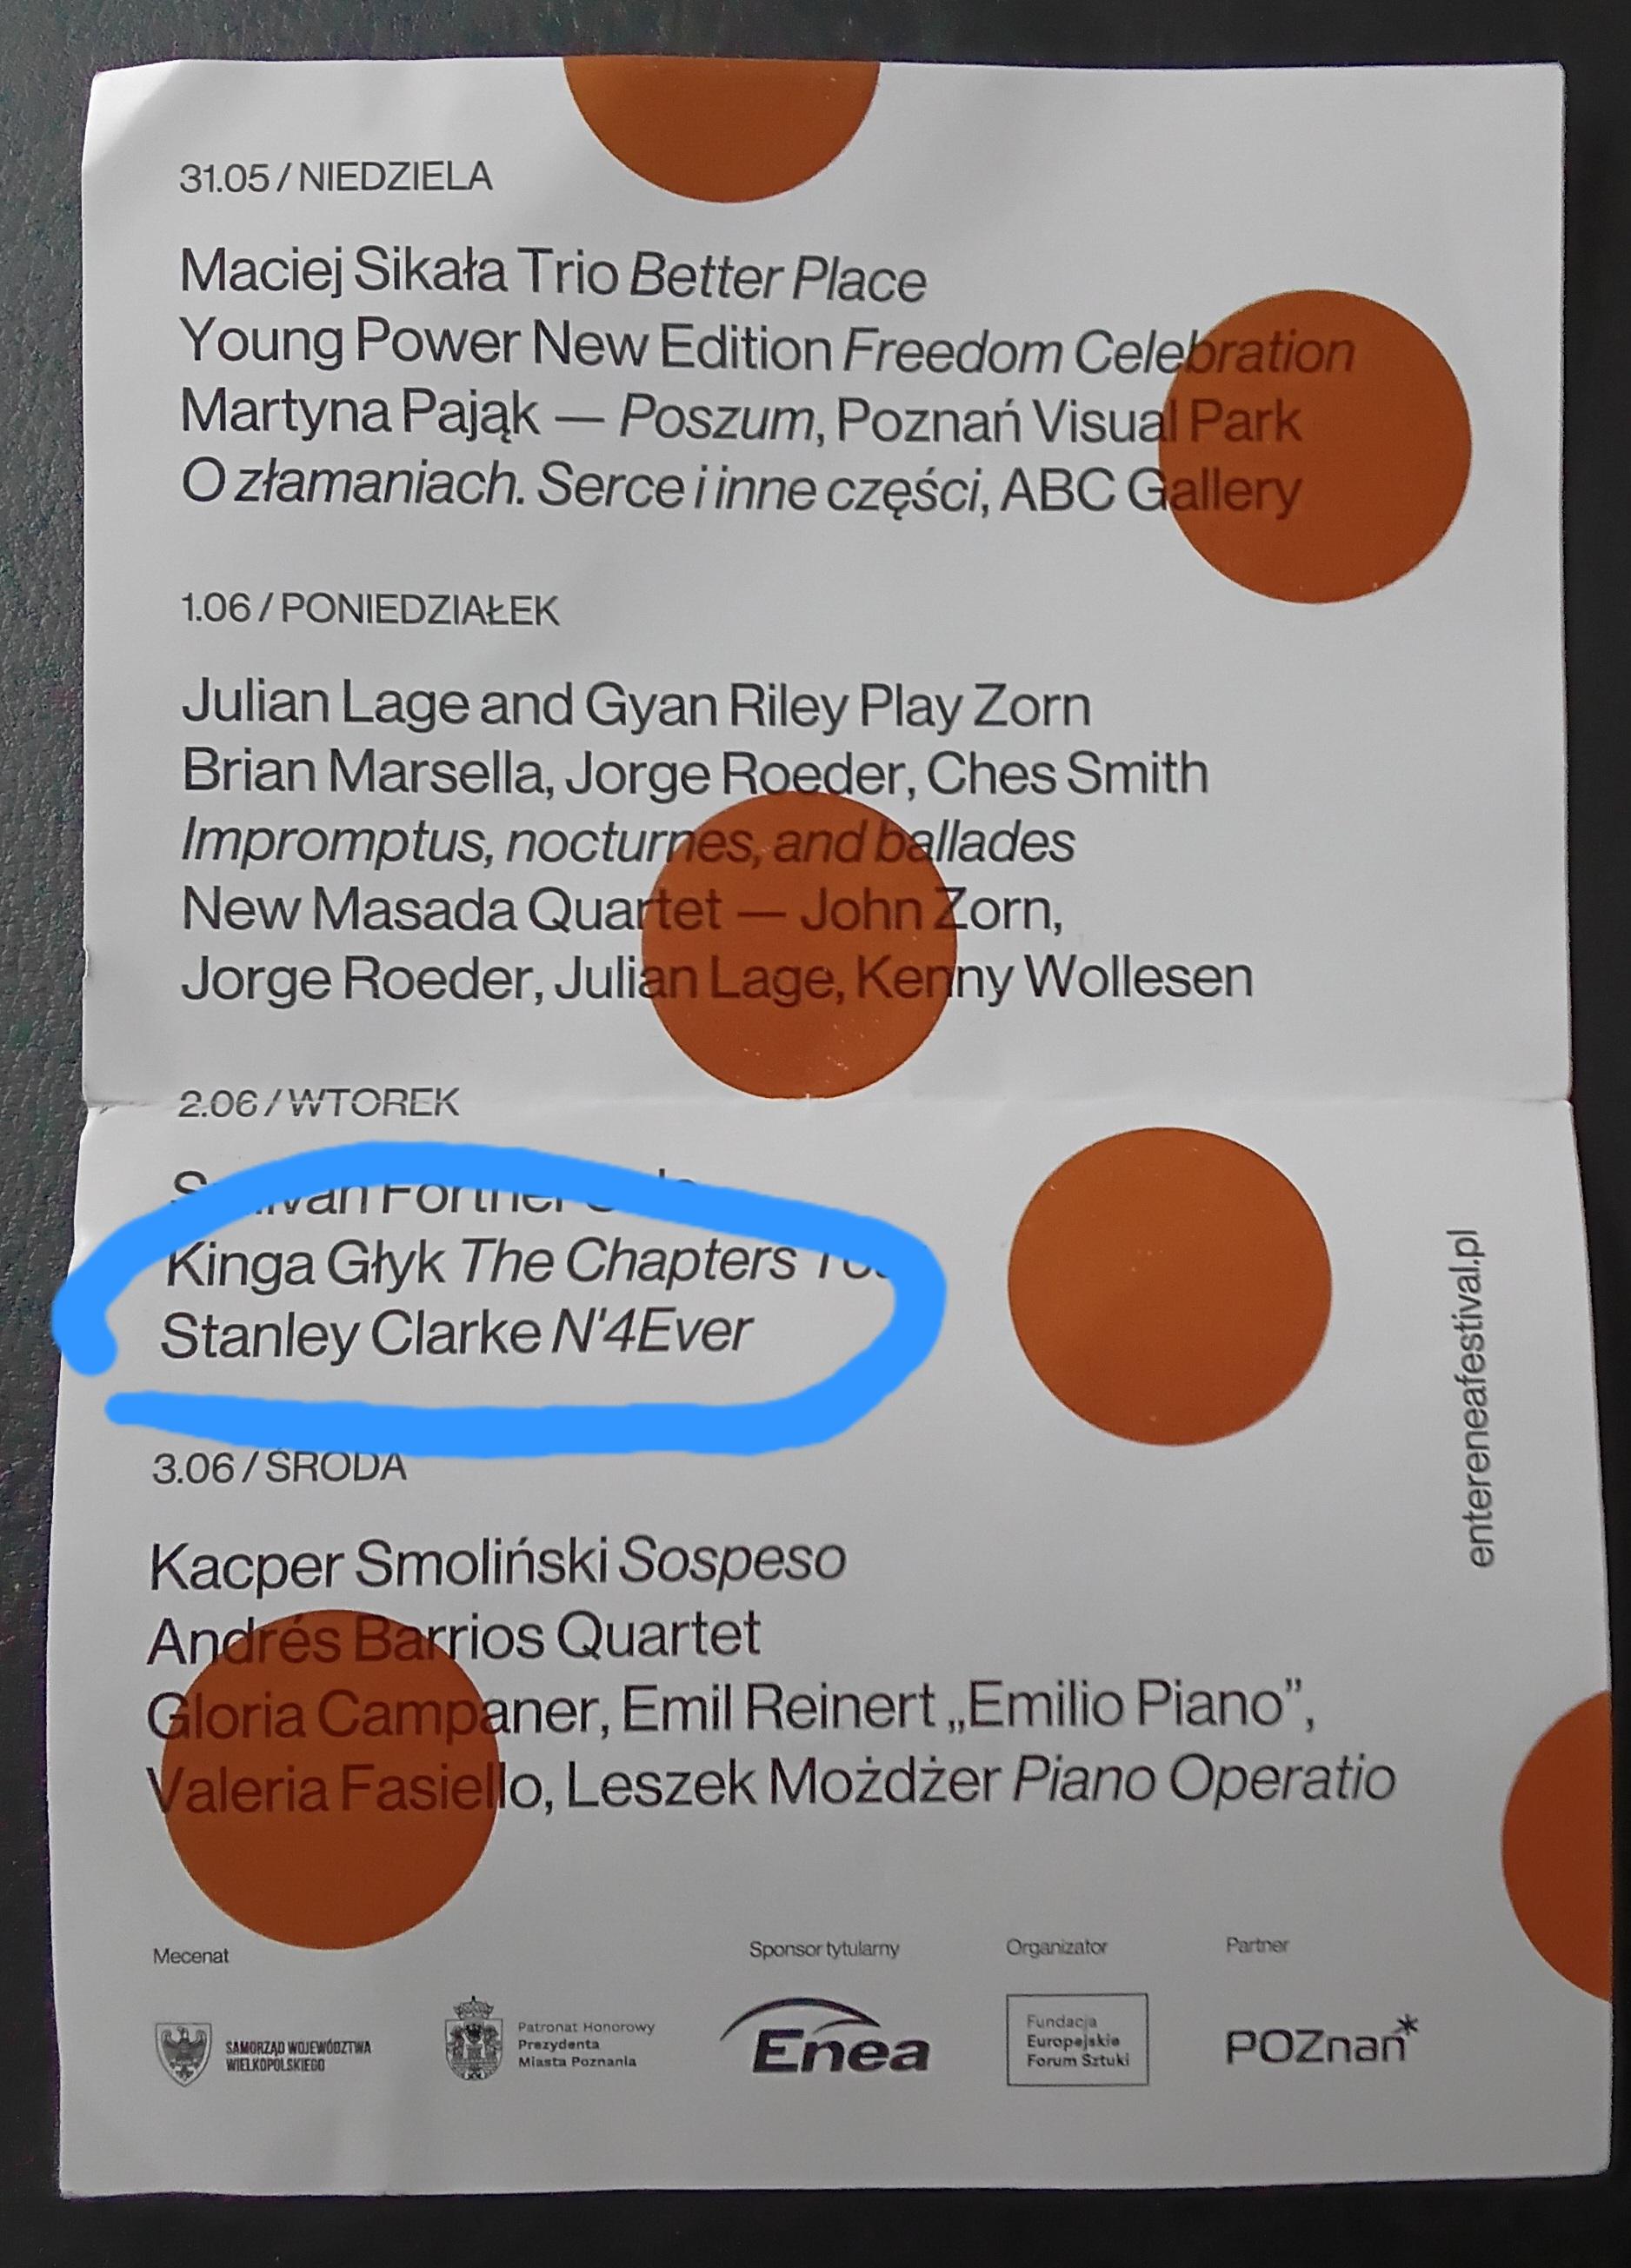 31.05 / NIEDZIELA
Maciej Sikała Trio Better Place
Young Power New Edition Freedom Celebration
Martyna Pająk — Poszum, Poznań Visual Park
O złamaniach. Serce i inne części, ABC Gallery
1.06 / PONIEDZIAŁEK
Julian Lage and Gyan Riley Play Zorn
Brian Marsella, Jorge Roeder, Ches Smith
Impromptus, nocturnes, and ballades
New Masada Quartet — John Zorn,
Jorge Roeder, Julian Lage, Kenny Wollesen
2.06 / WTOREK
Fortner
Kinga Głyk The Chapters
Stanley Clarke N'4Ever
3.06 / ŚRODA
Kacper Smoliński Sospeso
Andrés Barrios Quartet
Gloria Campaner, Emil Reinert „Emilio Piano”,
Valeria Fasiello, Leszek Możdżer Piano Operatio
entereneafestival.pl
Mecenat
SAMORZĄD WOJEWÓDZTWA
WIELKOPOLSKIEGO
Patronat Honorowy
Prezydenta
Miasta Poznania
Sponsor tytularny
Enea
Organizator
Fundacja
Europejskie
Forum Sztuki
Partner
POZnan*